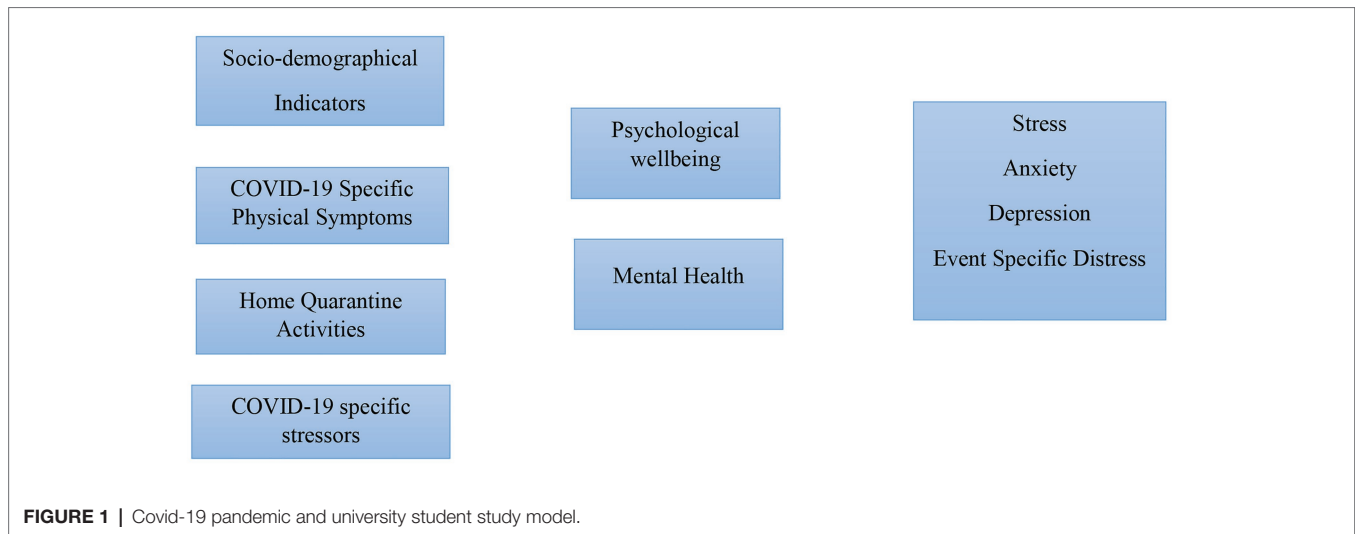 Socio-demographical
Indicators
COVID-19 Specific
Physical Symptoms
Home Quarantine
Activities
COVID-19 specific
stressors
Psychological
wellbeing
Mental Health
Stress
Anxiety
Depression
Event Specific Distress
FIGURE 1 | Covid-19 pandemic and university student study model.